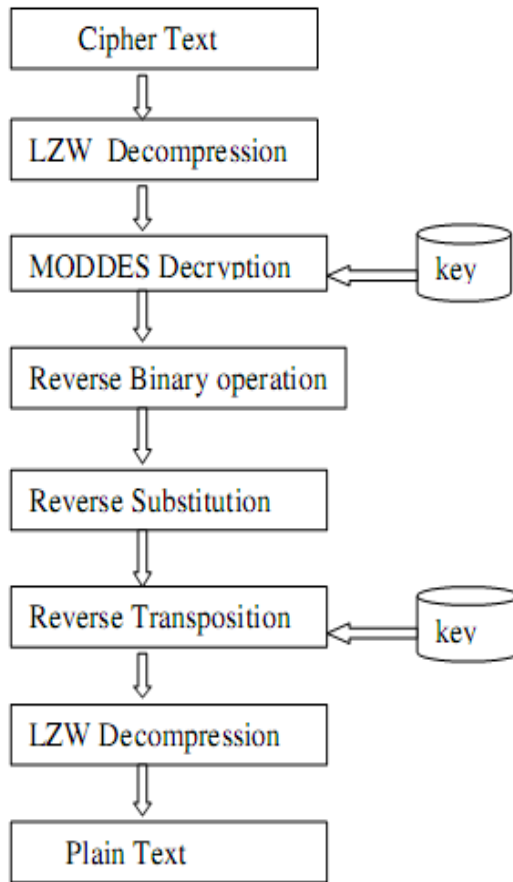 Cipher Text
LZW Decompression
MODDES Decryption
key
Reverse Binary operation
Reverse Substitution
Reverse Transposition
key
LZW Decompression
Plain Text